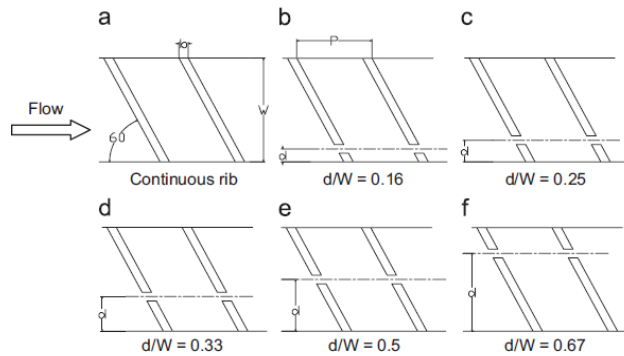 a
b
c
b
P
W
Flow
60
d
d
Continuous rib
d/W = 0.16
d/W = 0.25
d
e
f
d
d
d
d/W = 0.33
d/W = 0.5
d/W = 0.67